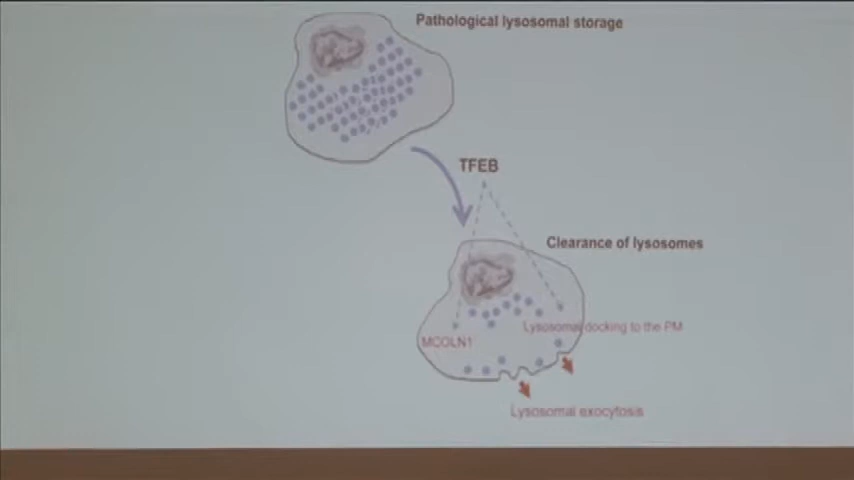 Pathological lysosomal storage
TFEB
Clearance of lysosomes
Lysosomal docking to the PM
MCOLN1
Lysosomal exocytosis